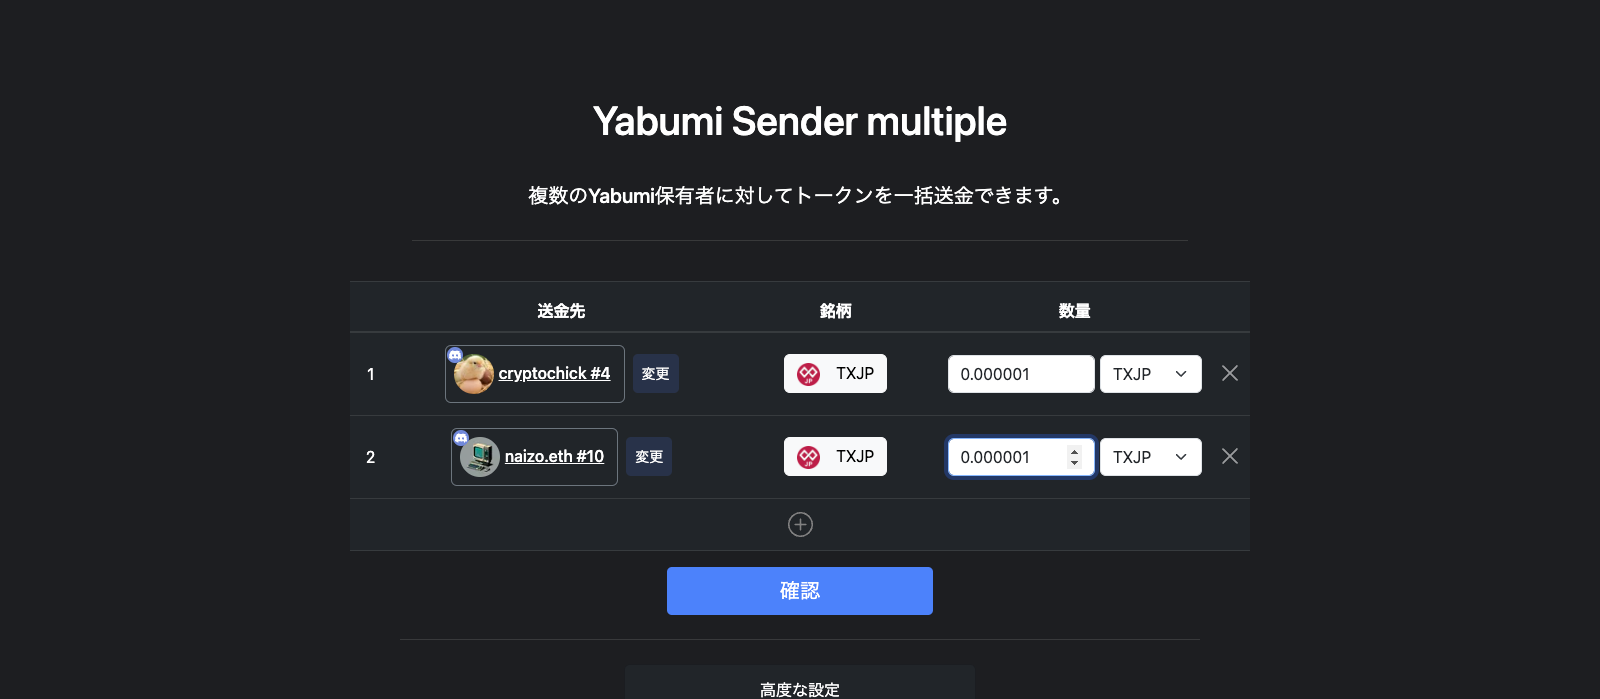 Yabumi Sender multiple
複数のYabumi保有者に対してトークンを一括送金できます。
送金先 銘柄 数量
1 cryptochick #4 変更 JP TXJP 0.000001 TXJP
2 naizo.eth #10 変更 JP TXJP 0.000001 TXJP
確認
高度な設定